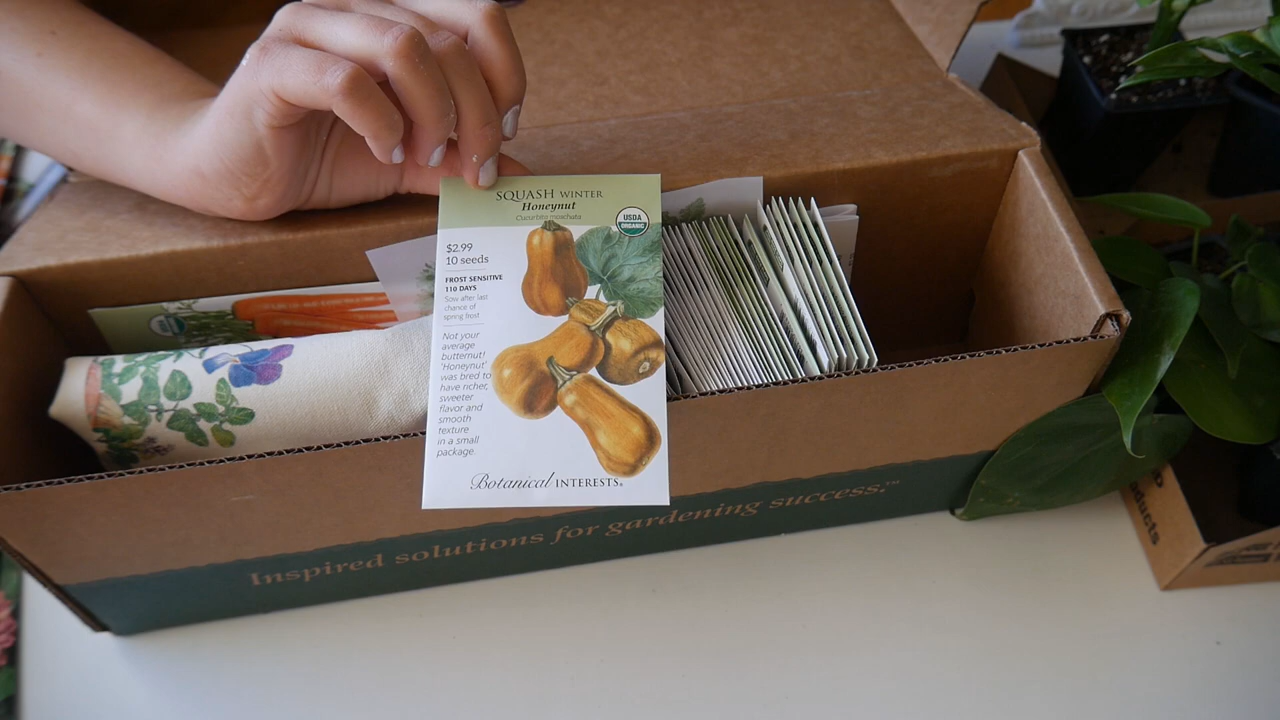 SQUASH WINTER
Honeynut
Cucurbita moschata
USDA
ORGANIC
$2.99
10 seeds
FROST SENSITIVE
110 DAYS
Sow after last
chance of
spring frost
Not your
average
butternut!
'Honeynut'
was bred to
have richer,
sweeter
flavor and
smooth
texture
in a small
package.
Botanical INTERESTS®
Inspired solutions for gardening success.™